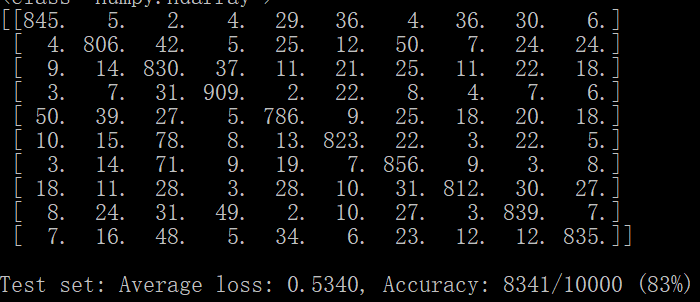 [[845. 5. 2. 4. 29. 36. 4. 36. 30. 6.]
[ 4. 806. 42. 5. 25. 12. 50. 7. 24. 24.]
[ 9. 14. 830. 37. 11. 21. 25. 11. 22. 18.]
[ 3. 7. 31. 909. 2. 22. 8. 4. 7. 6.]
[ 50. 39. 27. 5. 786. 9. 25. 18. 20. 18.]
[ 10. 15. 78. 8. 13. 823. 22. 3. 22. 5.]
[ 3. 14. 71. 9. 19. 7. 856. 9. 3. 8.]
[ 18. 11. 28. 3. 28. 10. 31. 812. 30. 27.]
[ 8. 24. 31. 49. 2. 10. 27. 3. 839. 7.]
[ 7. 16. 48. 5. 34. 6. 23. 12. 12. 835.]]
Test set: Average loss: 0.5340, Accuracy: 8341/10000 (83%)